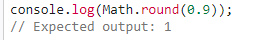 console.log(Math.round(0.9));
// Expected output: 1